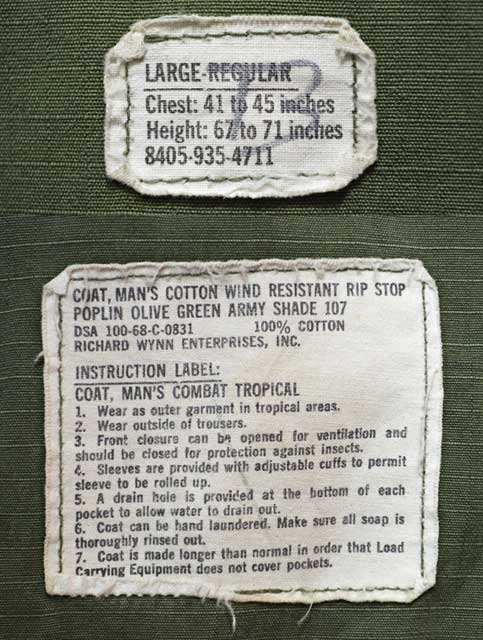 LARGE-REGULAR
Chest: 41 to 45 inches
Height: 67 to 71 inches
8405-935-4711
13
COAT, MAN'S COTTON WIND RESISTANT RIP STOP
POPLIN OLIVE GREEN ARMY SHADE 107
DSA 100-68-C-0831 100% COTTON
RICHARD WYNN ENTERPRISES, INC.
INSTRUCTION LABEL:
COAT, MAN'S COMBAT TROPICAL
1. Wear as outer garment in tropical areas.
2. Wear outside of trousers.
3. Front closure can be opened for ventilation and
should be closed for protection against insects.
4. Sleeves are provided with adjustable cuffs to permit
sleeve to be rolled up.
5. A drain hole is provided at the bottom of each
pocket to allow water to drain out.
6. Coat can be hand laundered. Make sure all soap is
thoroughly rinsed out.
7. Coat is made longer than normal in order that Load
Carrying Equipment does not cover pockets.